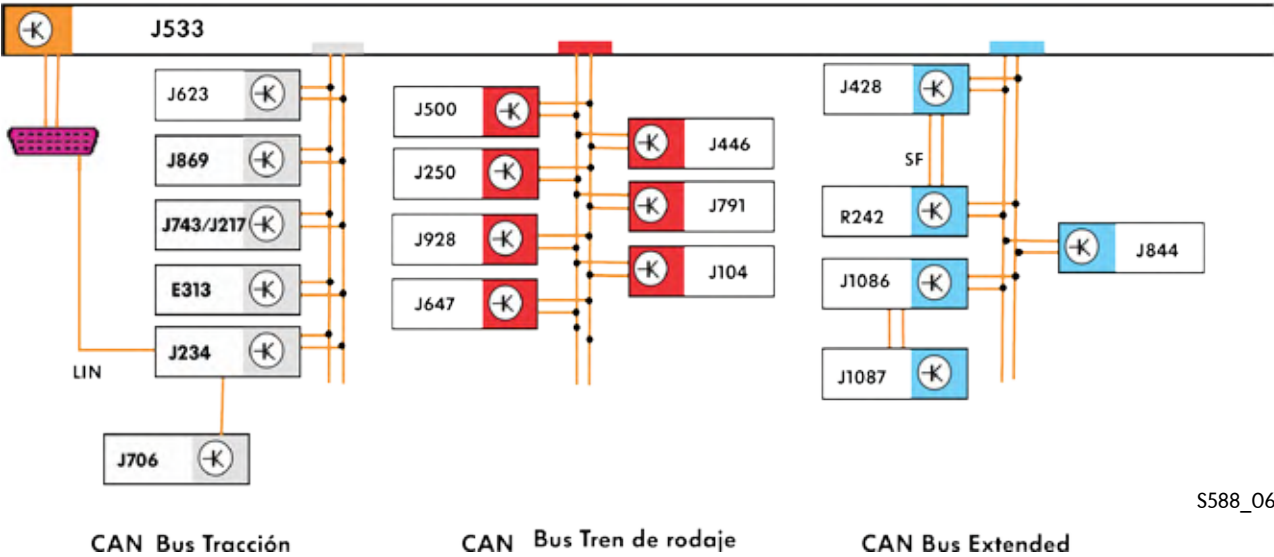 J533
J623
J869
J743/J217
E313
J234
LIN
J706
J500
J250
J928
J647
J446
J791
J104
J428
SF
R242
J1086
J1087
J844
S588_06
CAN Bus Tracción
CAN Bus Tren de rodaje
CAN Bus Extended